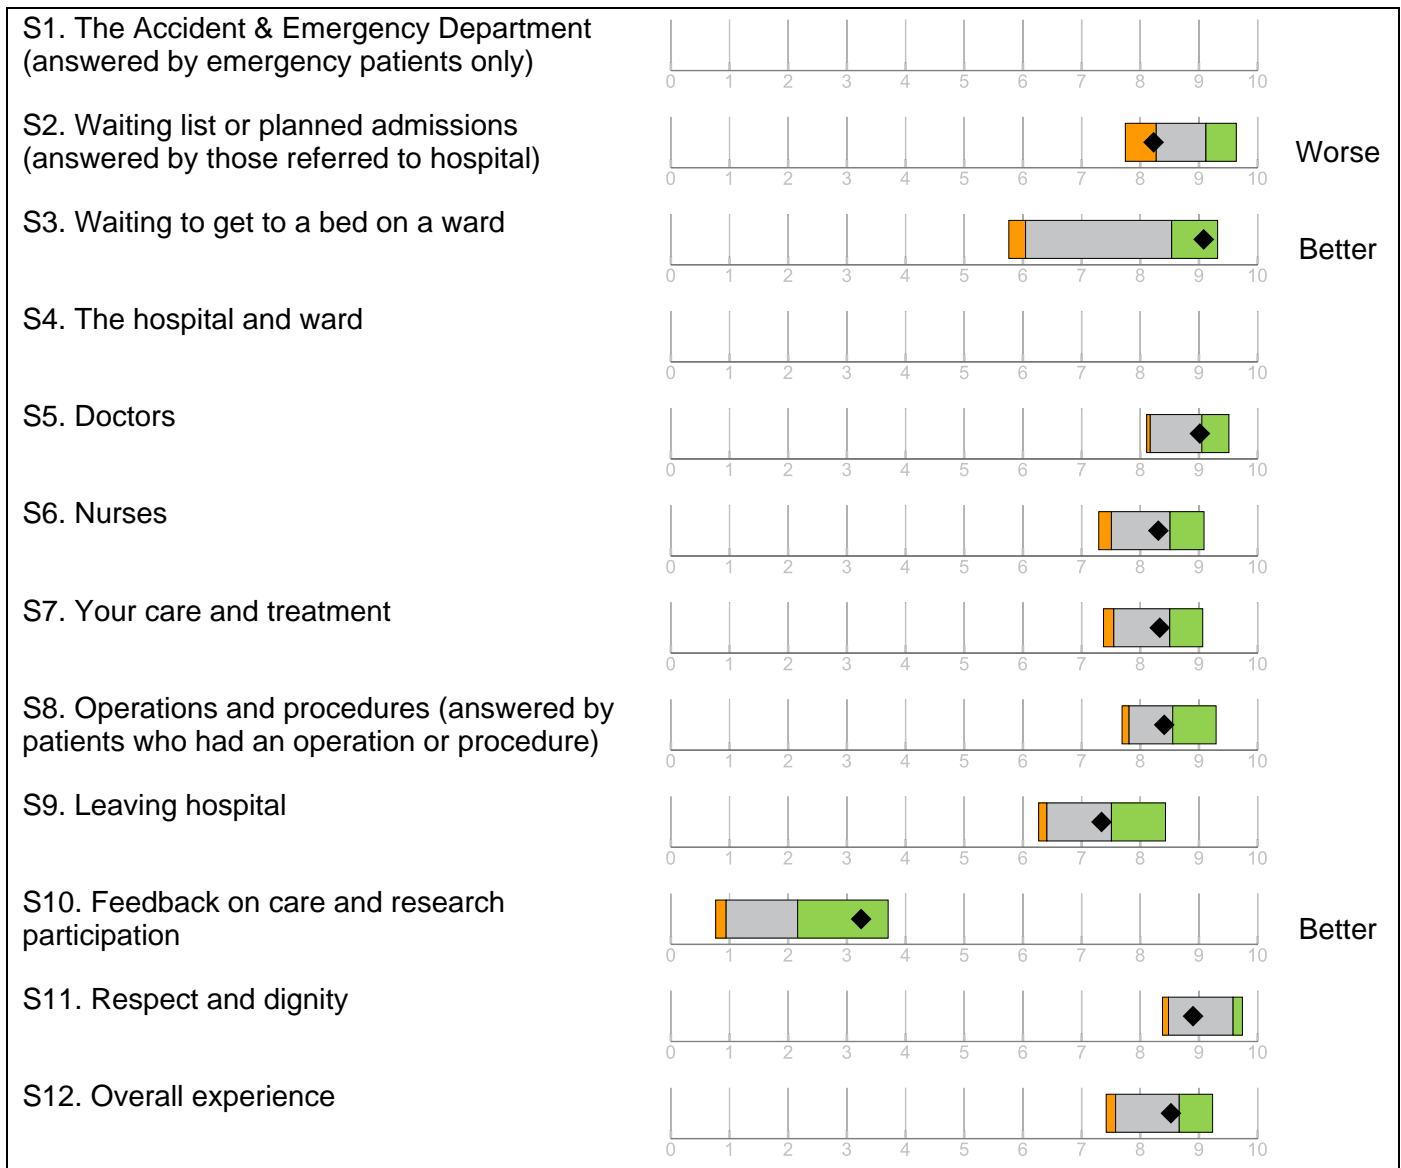 S1. The Accident & Emergency Department
(answered by emergency patients only)
0 1 2 3 4 5 6 7 8 9 10
S2. Waiting list or planned admissions
(answered by those referred to hospital)
Worse
0 1 2 3 4 5 6 7 8 9 10
S3. Waiting to get to a bed on a ward
Better
0 1 2 3 4 5 6 7 8 9 10
S4. The hospital and ward
0 1 2 3 4 5 6 7 8 9 10
S5. Doctors
0 1 2 3 4 5 6 7 8 9 10
S6. Nurses
0 1 2 3 4 5 6 7 8 9 10
S7. Your care and treatment
0 1 2 3 4 5 6 7 8 9 10
S8. Operations and procedures (answered by
patients who had an operation or procedure)
0 1 2 3 4 5 6 7 8 9 10
S9. Leaving hospital
0 1 2 3 4 5 6 7 8 9 10
S10. Feedback on care and research
participation
Better
0 1 2 3 4 5 6 7 8 9 10
S11. Respect and dignity
0 1 2 3 4 5 6 7 8 9 10
S12. Overall experience
0 1 2 3 4 5 6 7 8 9 10